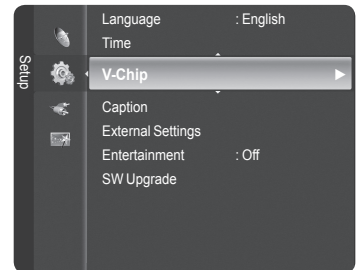 Setup
Language : English
Time
V-Chip
Caption
External Settings
Entertainment : Off
SW Upgrade